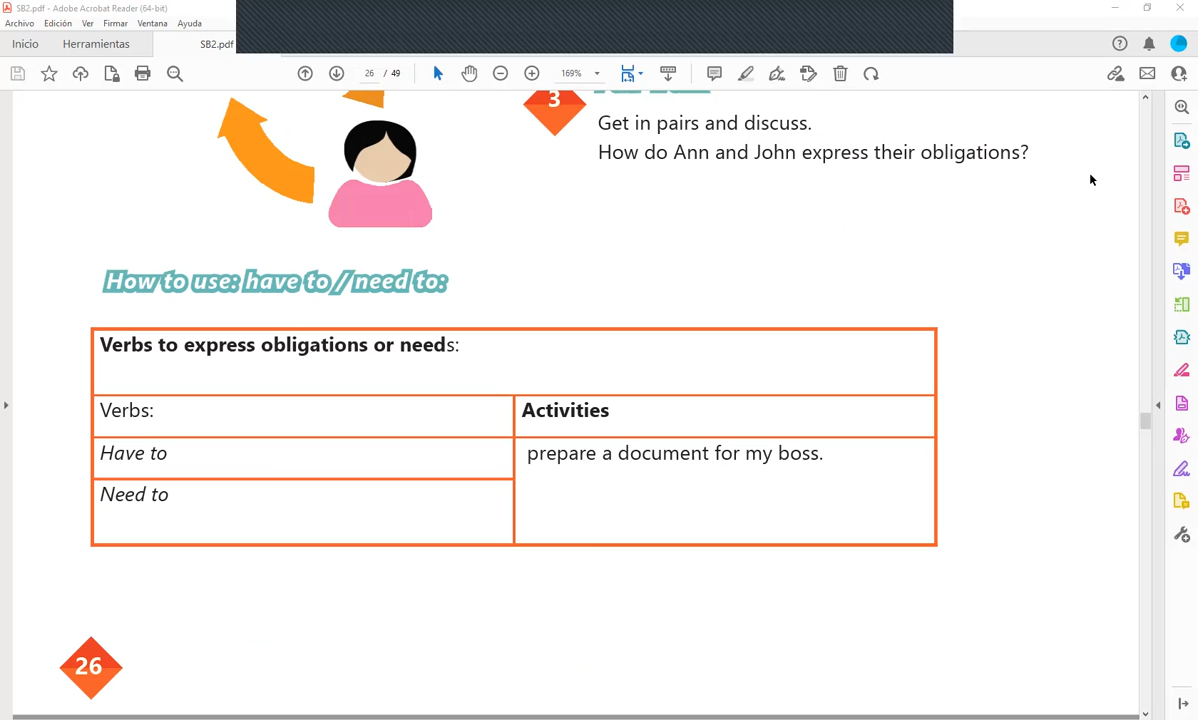 SB2.pdf - Adobe Acrobat Reader (64-bit)
Archivo Edición Ver Firmar Ventana Ayuda
Inicio Herramientas SB2.pdf
26 / 49 169%
3
Get in pairs and discuss.
How do Ann and John express their obligations?
How to use: have to / need to:
Verbs to express obligations or needs:
Verbs: Activities
Have to prepare a document for my boss.
Need to
26